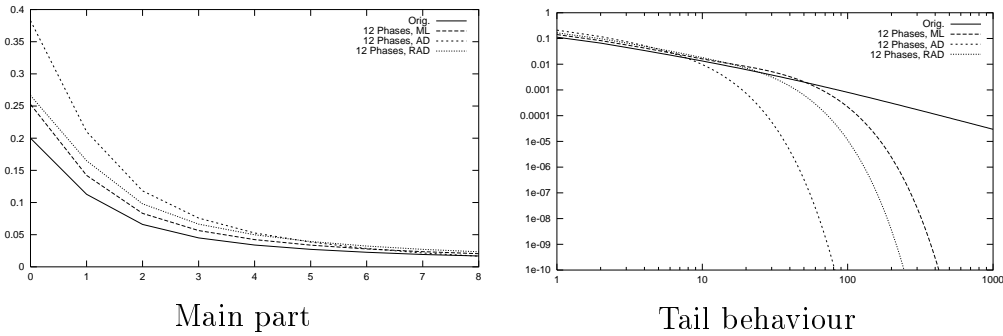 0.4
0.35
0.3
0.25
0.2
0.15
0.1
0.05
0
0 1 2 3 4 5 6 7 8
Orig.
12 Phases, ML
12 Phases, AD
12 Phases, RAD
Main part
1
0.1
0.01
0.001
0.0001
1e-05
1e-06
1e-07
1e-08
1e-09
1e-10
1 10 100 1000
Orig.
12 Phases, ML
12 Phases, AD
12 Phases, RAD
Tail behaviour